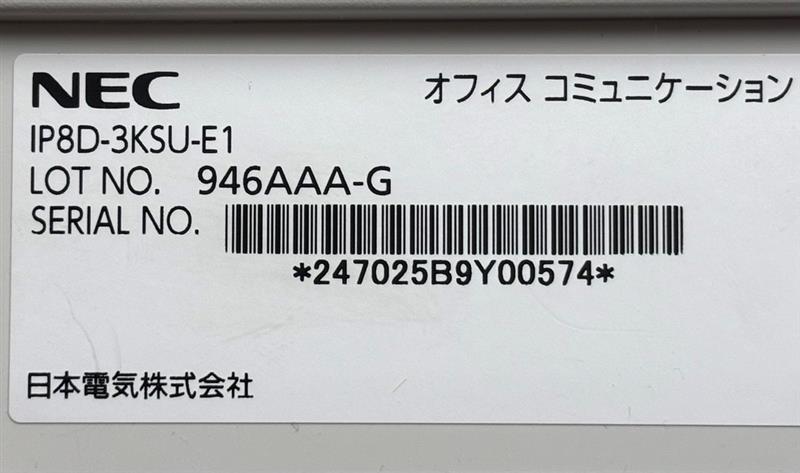 NEC オフィス コミュニケーション
IP8D-3KSU-E1
LOT NO. 946AAA-G
SERIAL NO.
*247025B9Y00574*
日本電気株式会社